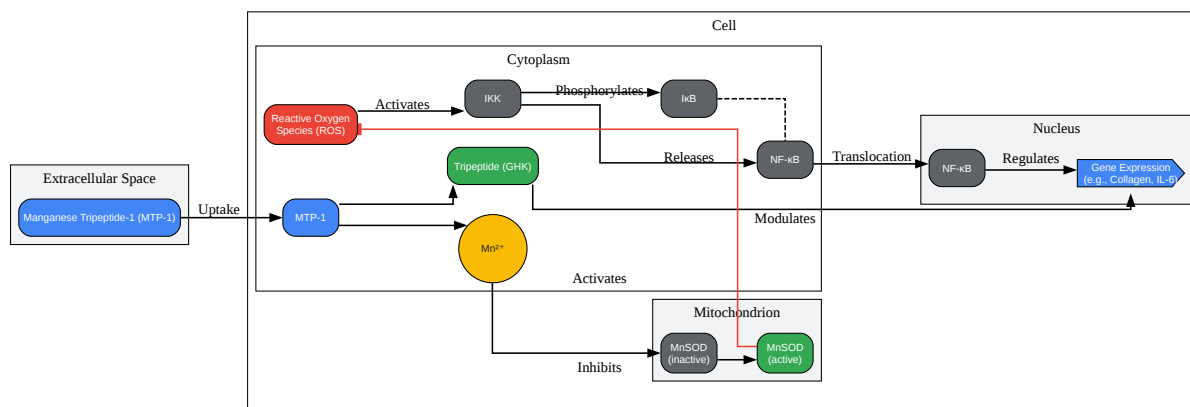 Cell
Cytoplasm
Reactive Oxygen
Species (ROS)
Activates
IKK
Phosphorylates
IκB
Tripeptide (GHK)
Releases
NF-κB
Translocation
Nucleus
NF-κB
Regulates
Gene Expression
(e.g., Collagen, IL-6)
Extracellular Space
Manganese Tripeptide-1 (MTP-1)
Uptake
MTP-1
Mn²⁺
Modulates
Activates
Mitochondrion
MnSOD
(inactive)
MnSOD
(active)
Inhibits